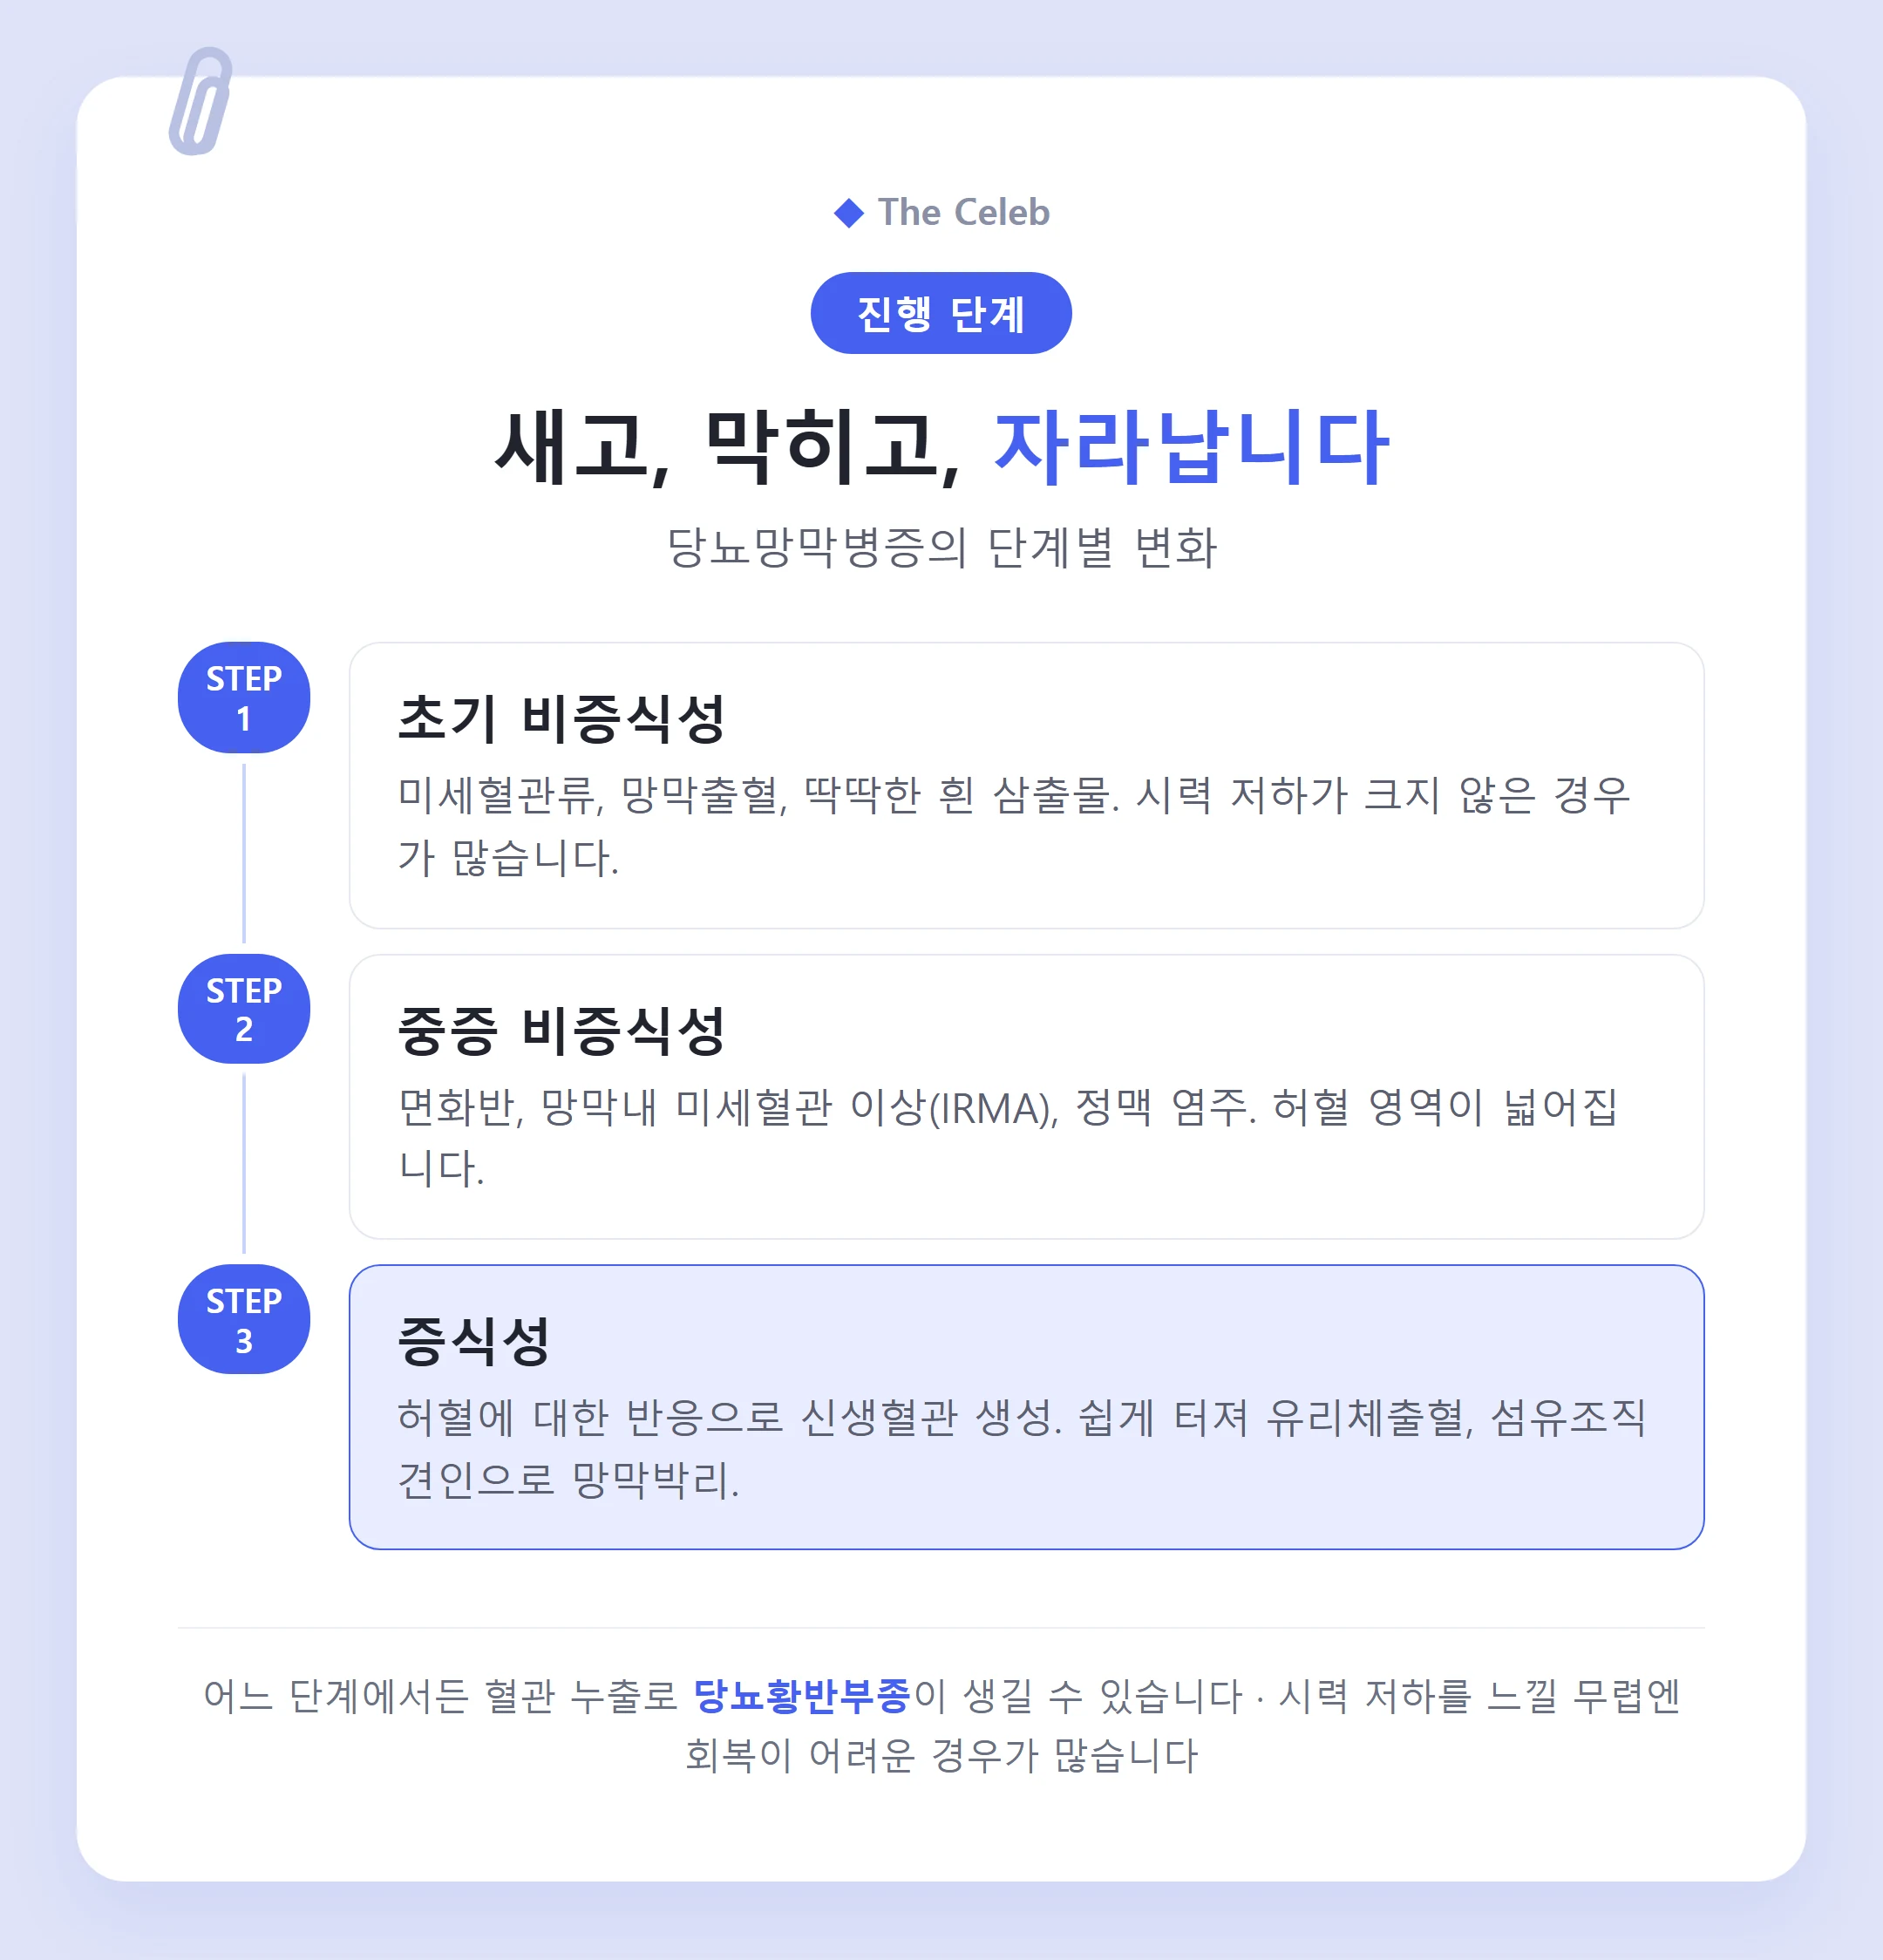 The Celeb
진행 단계
새고, 막히고, 자라납니다
당뇨망막병증의 단계별 변화
STEP
1
초기 비증식성
미세혈관류, 망막출혈, 딱딱한 흰 삼출물. 시력 저하가 크지 않은 경우
가 많습니다.
STEP
2
중증 비증식성
면화반, 망막내 미세혈관 이상(IRMA), 정맥 염주. 허혈 영역이 넓어집
니다.
STEP
3
증식성
허혈에 대한 반응으로 신생혈관 생성. 쉽게 터져 유리체출혈, 섬유조직
견인으로 망막박리.
어느 단계에서든 혈관 누출로 당뇨황반부종이 생길 수 있습니다 · 시력 저하를 느낄 무렵엔
회복이 어려운 경우가 많습니다